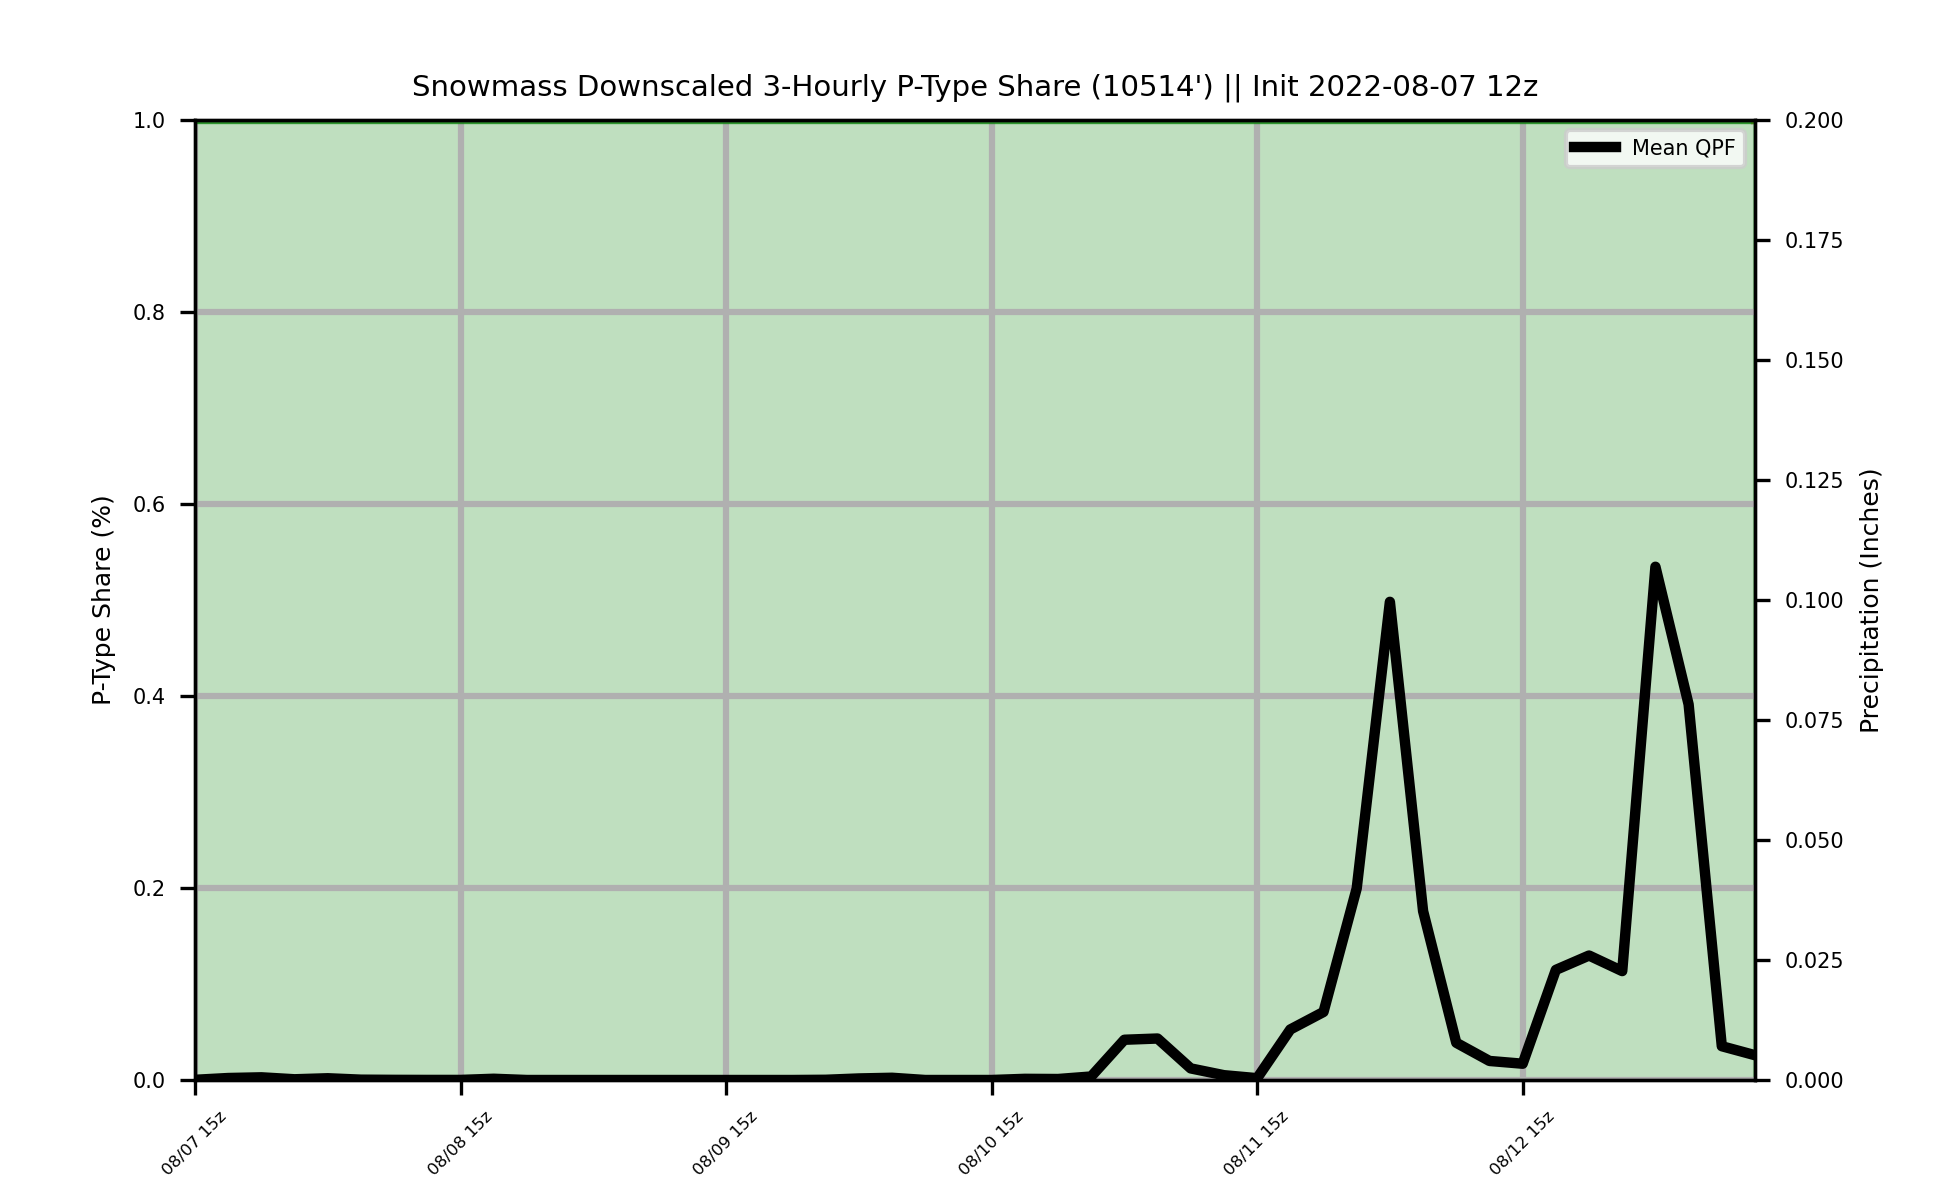 Snowmass Downscaled 3-Hourly P-Type Share (10514') || Init 2022-08-07 12z
Mean QPF
P-Type Share (%)
1.0
0.8
0.6
0.4
0.2
0.0
0.200
0.175
0.150
0.125
0.100
0.075
0.050
0.025
0.000
Precipitation (Inches)
08/07 15z
08/08 15z
08/09 15z
08/10 15z
08/11 15z
08/12 15z